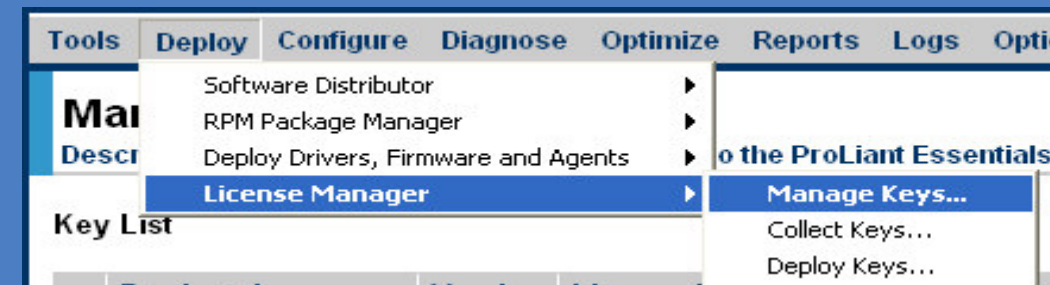 Tools Deploy Configure Diagnose Optimize Reports Logs
Software Distributor
RPM Package Manager
Deploy Drivers, Firmware and Agents
License Manager
Manage Keys...
Collect Keys...
Deploy Keys...
o the ProLiant Essentials
Key List